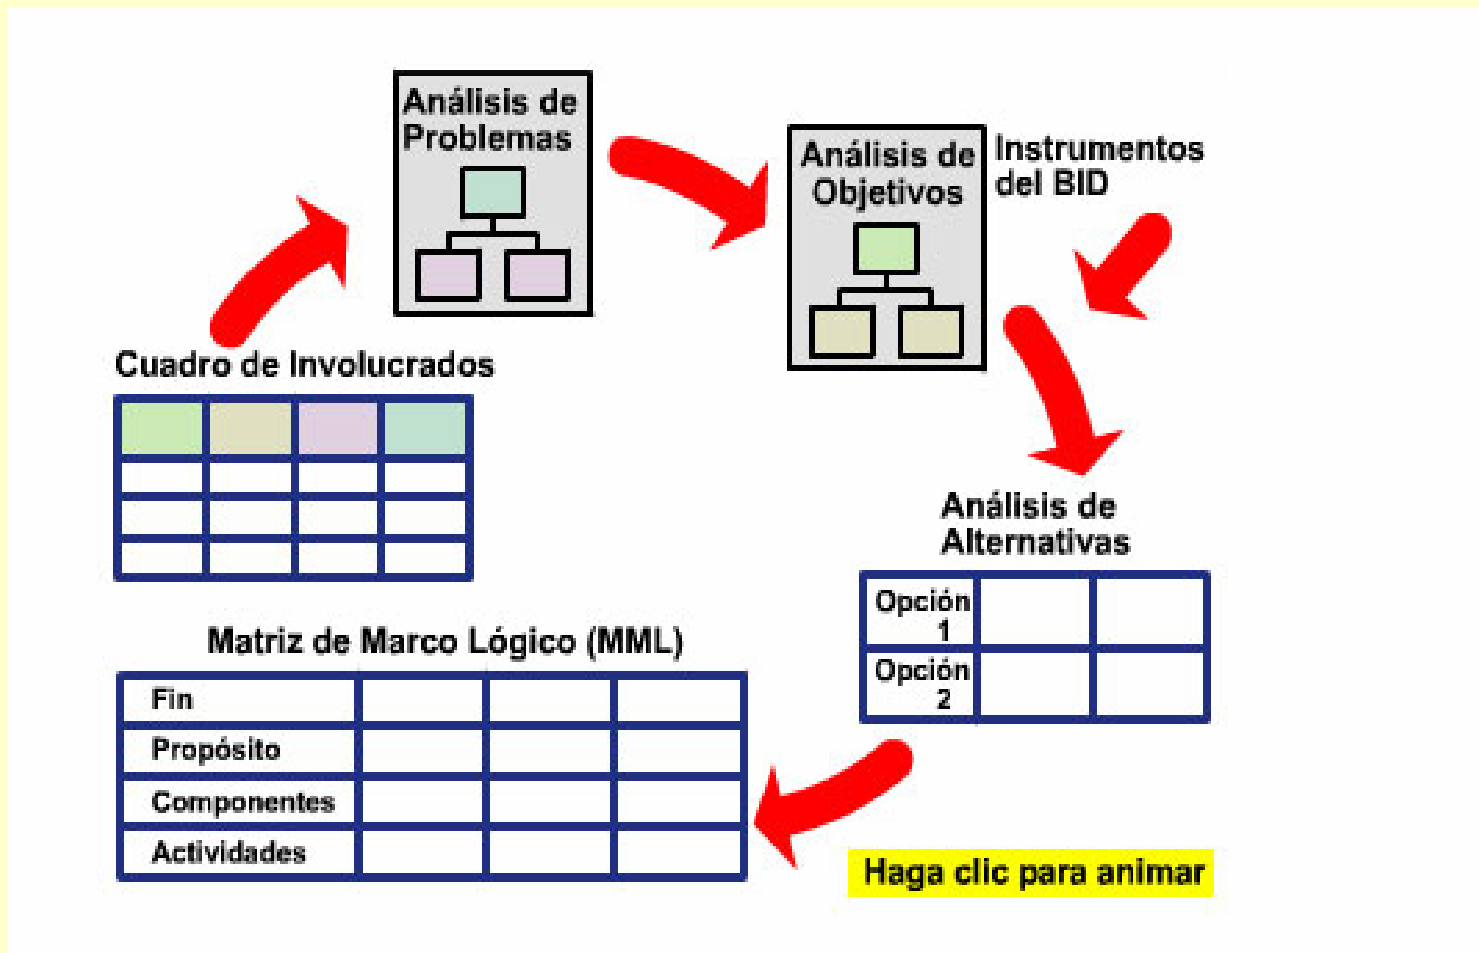 Análisis de
Problemas
Análisis de
Objetivos
Instrumentos
del BID
Cuadro de Involucrados
Análisis de
Alternativas
Opción
1
Opción
2
Matriz de Marco Lógico (MML)
Fin
Propósito
Componentes
Actividades
Haga clic para animar